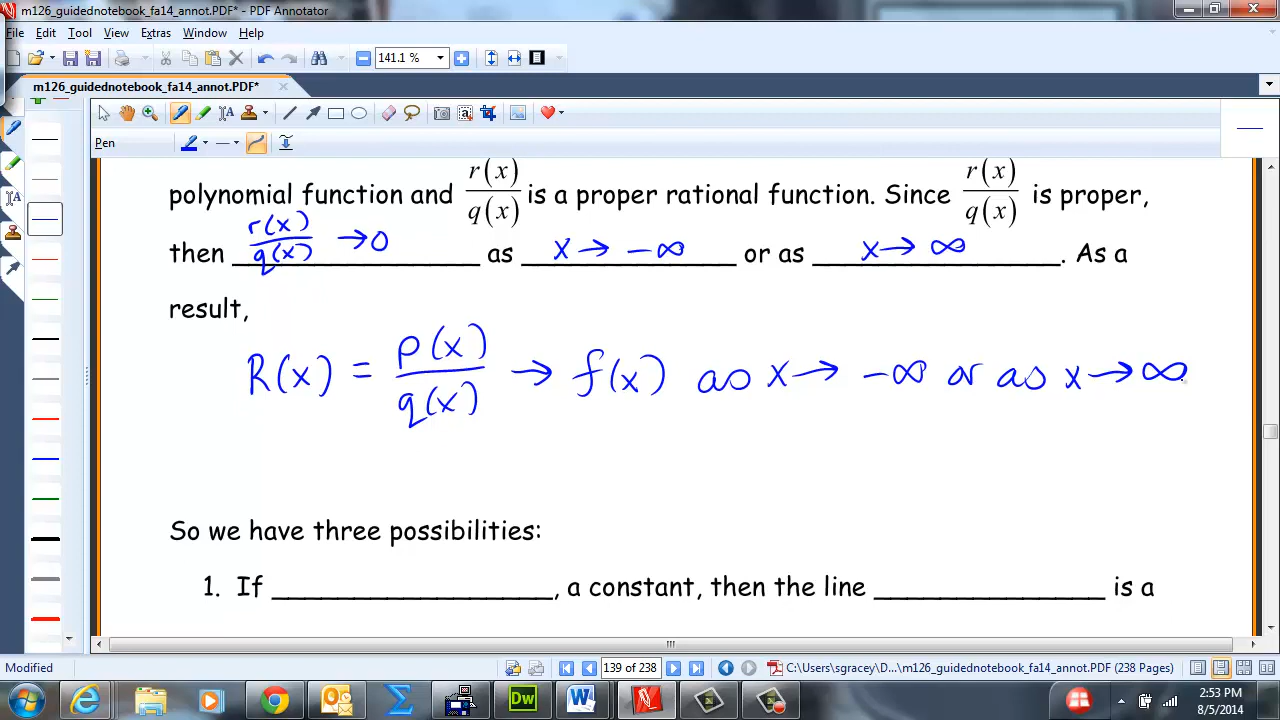 m126_guidednotebook_fa14_annot.PDF* - PDF Annotator
File Edit Tool View Extras Window Help
141.1 %
m126_guidednotebook_fa14_annot.PDF*
Pen
polynomial function and r(x)/q(x) is a proper rational function. Since r(x)/q(x) is proper,
then r(x)/q(x) → 0 as x → -∞ or as x → ∞. As a
result,
R(x) = p(x)/q(x) → f(x) as x → -∞ or as x → ∞
So we have three possibilities:
1. If ____________________, a constant, then the line ________________ is a
Modified
139 of 238
C:\Users\sgracey\D...\m126_guidednotebook_fa14_annot.PDF (238 Pages)
Dw
2:53 PM
8/5/2014